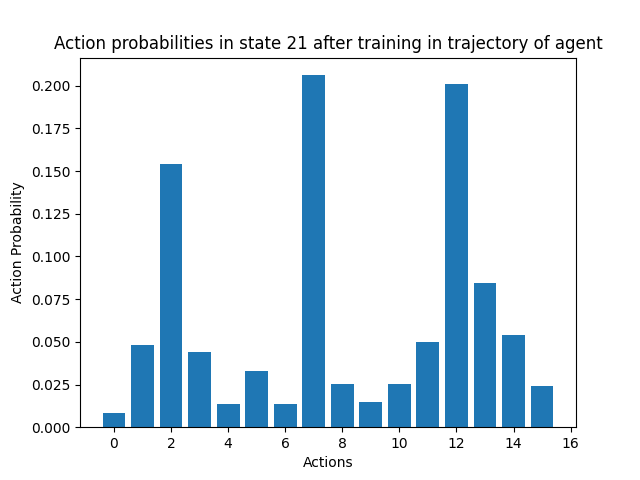 Action probabilities in state 21 after training in trajectory of agent
0.200
0.175
0.150
0.125
0.100
0.075
0.050
0.025
0.000
Action Probability
0 2 4 6 8 10 12 14 16
Actions